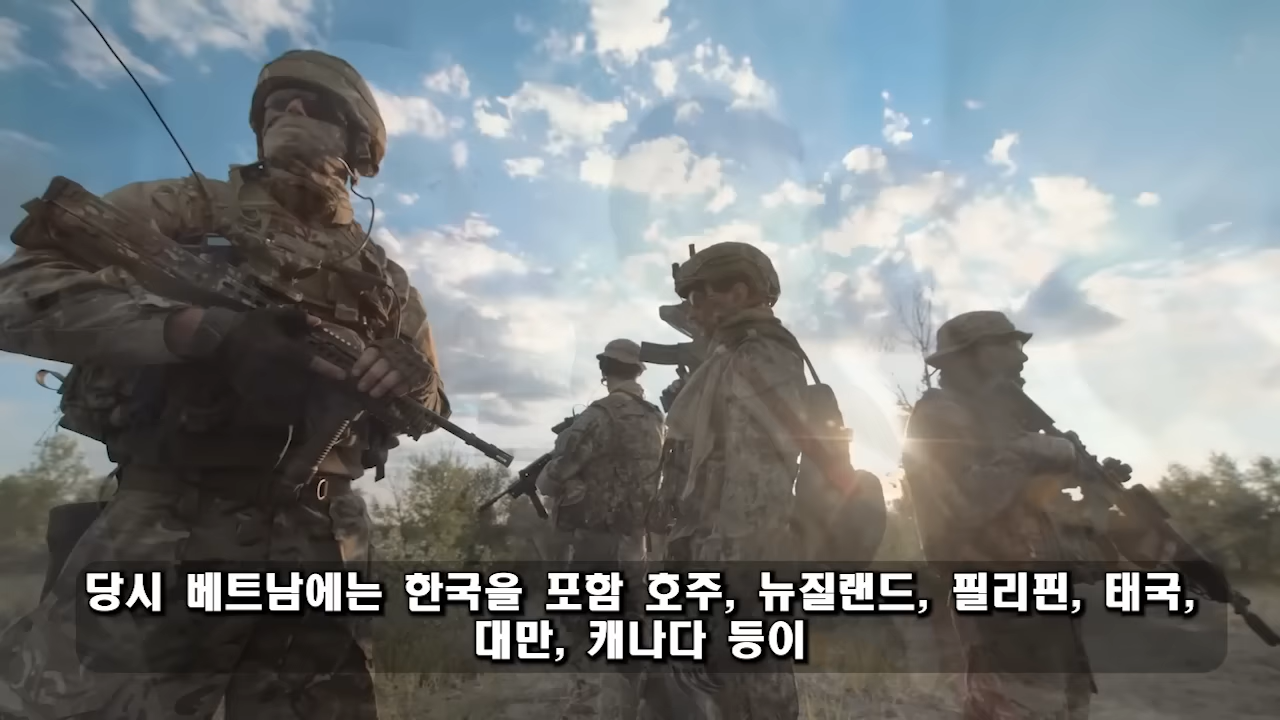 당시 베트남에는 한국을 포함 호주, 뉴질랜드, 필리핀, 태국,
대만, 캐나다 등이